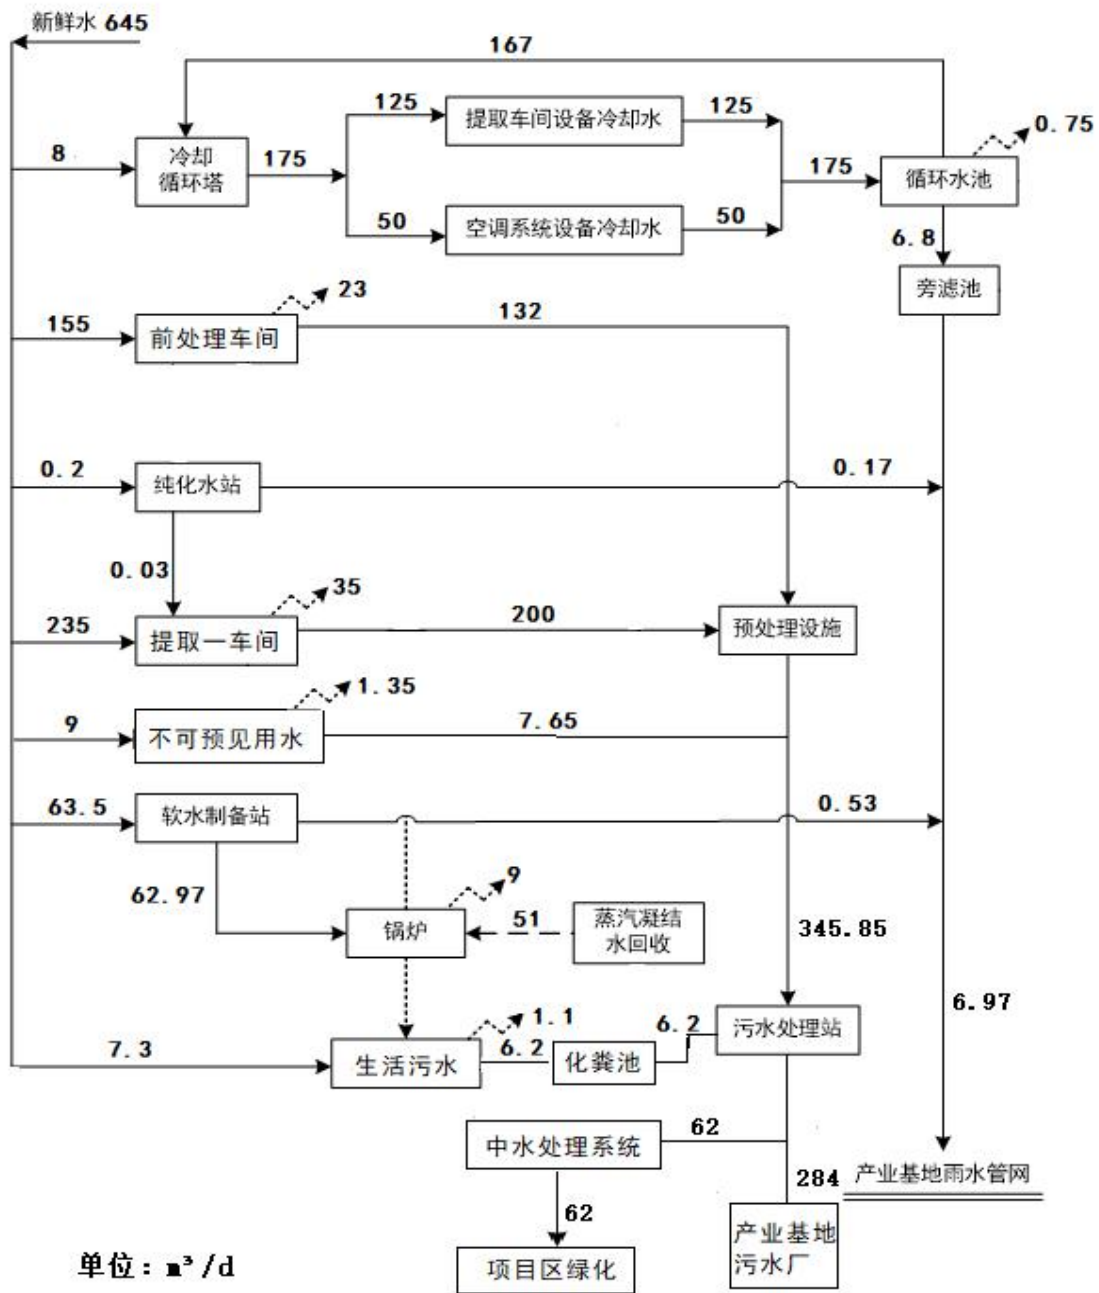 新鲜水 645
167
125
提取车间设备冷却水
125
0.75
8
冷却
循环塔
175
175
循环水池
50
空调系统设备冷却水
50
6.8
旁滤池
23
155
前处理车间
132
0.2
纯化水站
0.17
0.03
35
235
提取一车间
200
预处理设施
1.35
9
不可预见用水
7.65
63.5
软水制备站
0.53
62.97
9
锅炉
51
蒸汽凝结
水回收
345.85
6.97
1.1
6.2
污水处理站
7.3
生活污水
6.2
化粪池
中水处理系统
62
284
产业基地雨水管网
62
产业基地
污水厂
项目区绿化
单位：m³/d